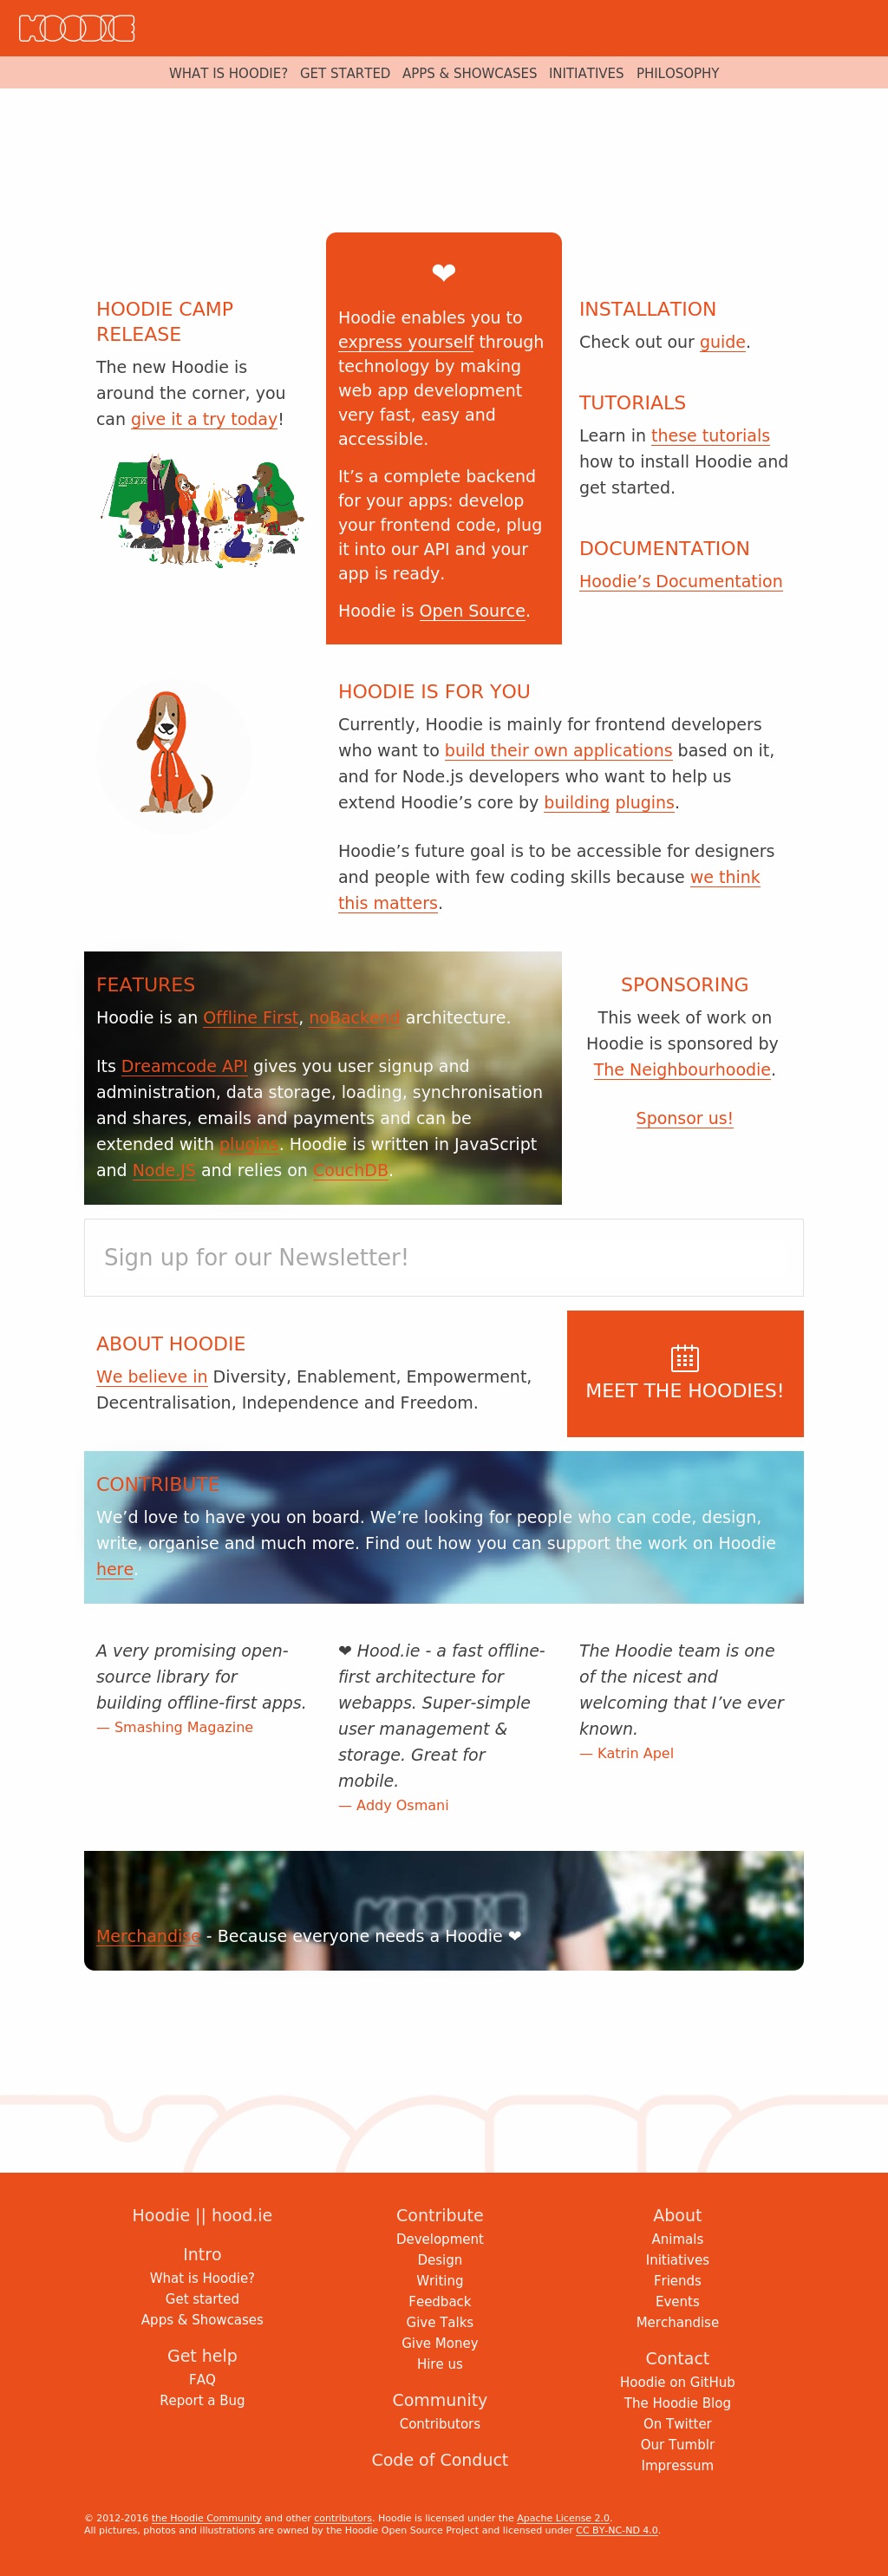 HOODIE
WHAT IS HOODIE? GET STARTED APPS & SHOWCASES INITIATIVES PHILOSOPHY
HOODIE CAMP
RELEASE
The new Hoodie is
around the corner, you
can give it a try today!
❤
Hoodie enables you to
express yourself through
technology by making
web app development
very fast, easy and
accessible.
It’s a complete backend
for your apps: develop
your frontend code, plug
it into our API and your
app is ready.
Hoodie is Open Source.
INSTALLATION
Check out our guide.
TUTORIALS
Learn in these tutorials
how to install Hoodie and
get started.
DOCUMENTATION
Hoodie’s Documentation
HOODIE IS FOR YOU
Currently, Hoodie is mainly for frontend developers
who want to build their own applications based on it,
and for Node.js developers who want to help us
extend Hoodie’s core by building plugins.
Hoodie’s future goal is to be accessible for designers
and people with few coding skills because we think
this matters.
FEATURES
Hoodie is an Offline First, noBackend architecture.
Its Dreamcode API gives you user signup and
administration, data storage, loading, synchronisation
and shares, emails and payments and can be
extended with plugins. Hoodie is written in JavaScript
and Node.JS and relies on CouchDB.
SPONSORING
This week of work on
Hoodie is sponsored by
The Neighbourhoodie.
Sponsor us!
Sign up for our Newsletter!
ABOUT HOODIE
We believe in Diversity, Enablement, Empowerment,
Decentralisation, Independence and Freedom.
MEET THE HOODIES!
CONTRIBUTE
We’d love to have you on board. We’re looking for people who can code, design,
write, organise and much more. Find out how you can support the work on Hoodie
here.
A very promising open-
source library for
building offline-first apps.
— Smashing Magazine
❤ Hood.ie - a fast offline-
first architecture for
webapps. Super-simple
user management &
storage. Great for
mobile.
— Addy Osmani
The Hoodie team is one
of the nicest and
welcoming that I’ve ever
known.
— Katrin Apel
HOODIE
Merchandise - Because everyone needs a Hoodie ❤
Hoodie || hood.ie
Intro
What is Hoodie?
Get started
Apps & Showcases
Get help
FAQ
Report a Bug
Contribute
Development
Design
Writing
Feedback
Give Talks
Give Money
Hire us
Community
Contributors
Code of Conduct
About
Animals
Initiatives
Friends
Events
Merchandise
Contact
Hoodie on GitHub
The Hoodie Blog
On Twitter
Our Tumblr
Impressum
© 2012-2016 the Hoodie Community and other contributors. Hoodie is licensed under the Apache License 2.0.
All pictures, photos and illustrations are owned by the Hoodie Open Source Project and licensed under CC BY-NC-ND 4.0.